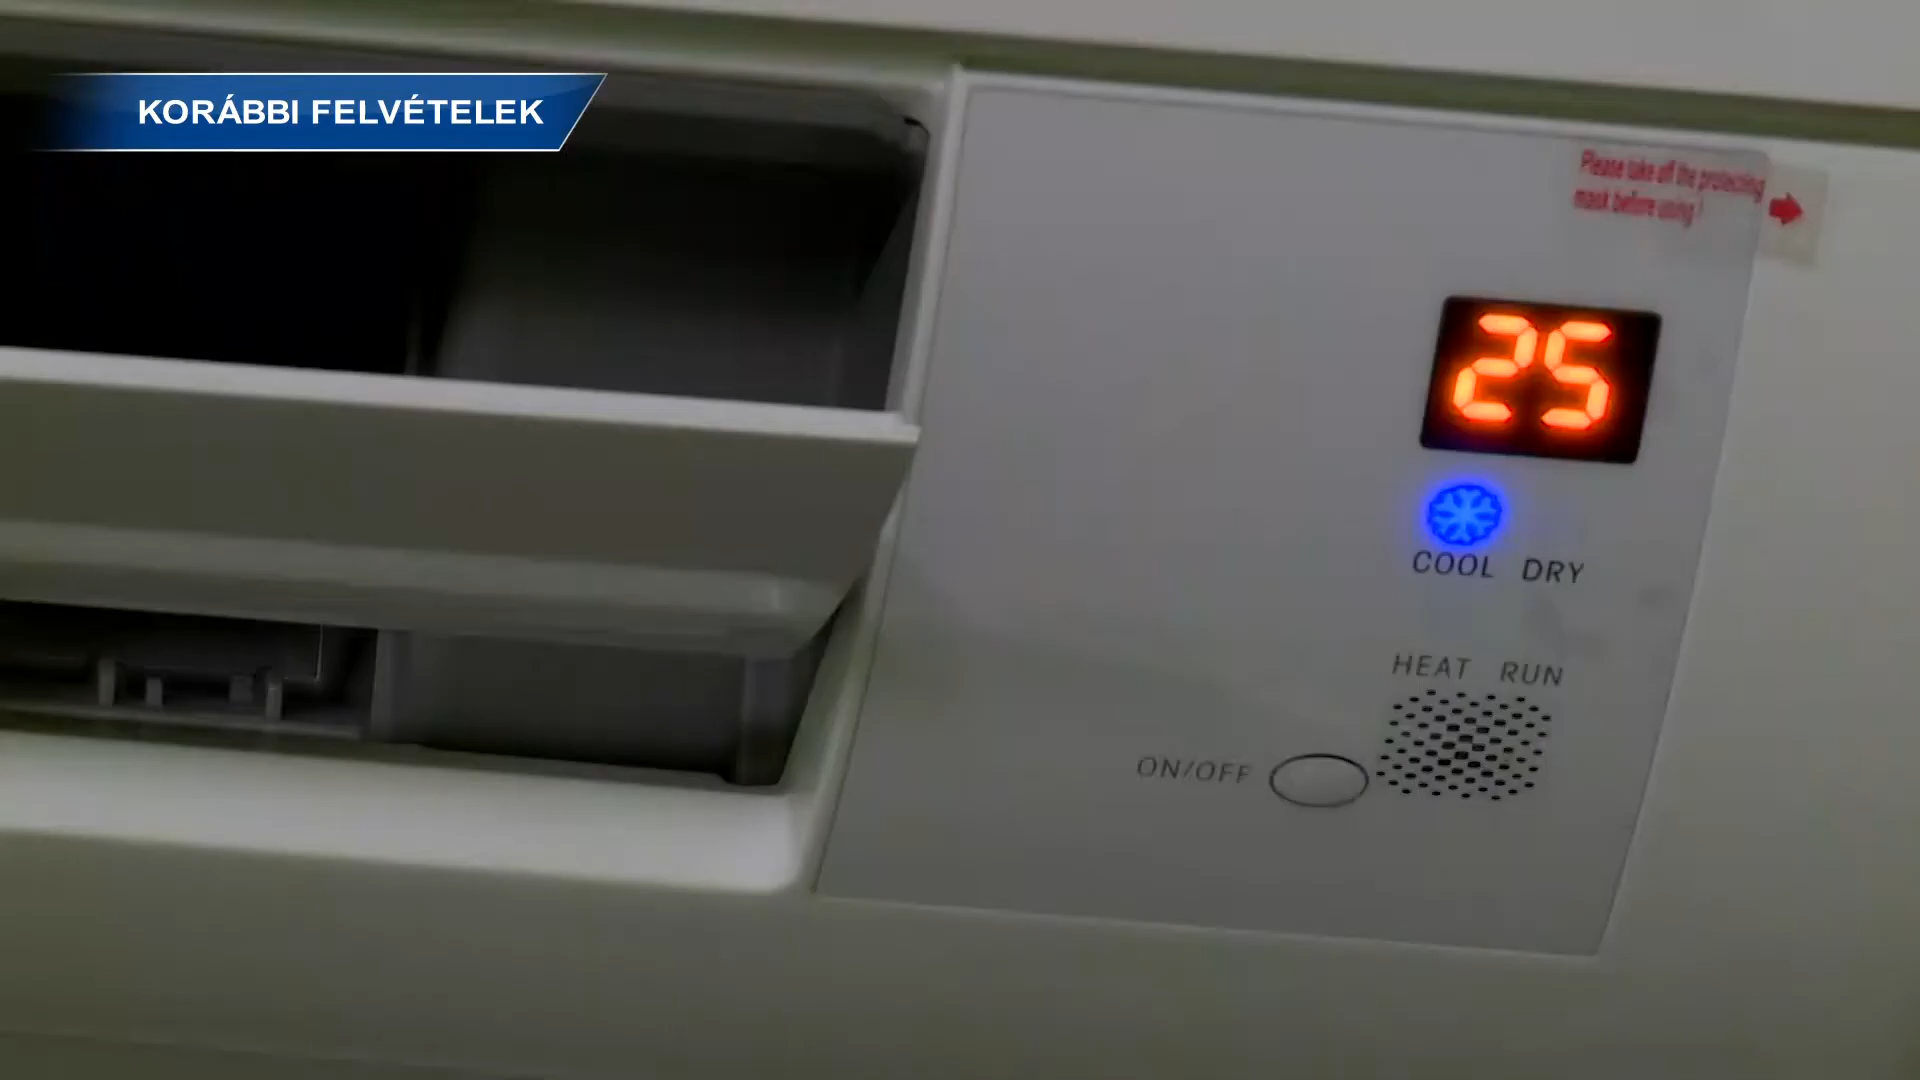 KORÁBBI FELVÉTELEK
Please take off the protecting
mask before using !
25
COOL DRY
HEAT RUN
ON/OFF